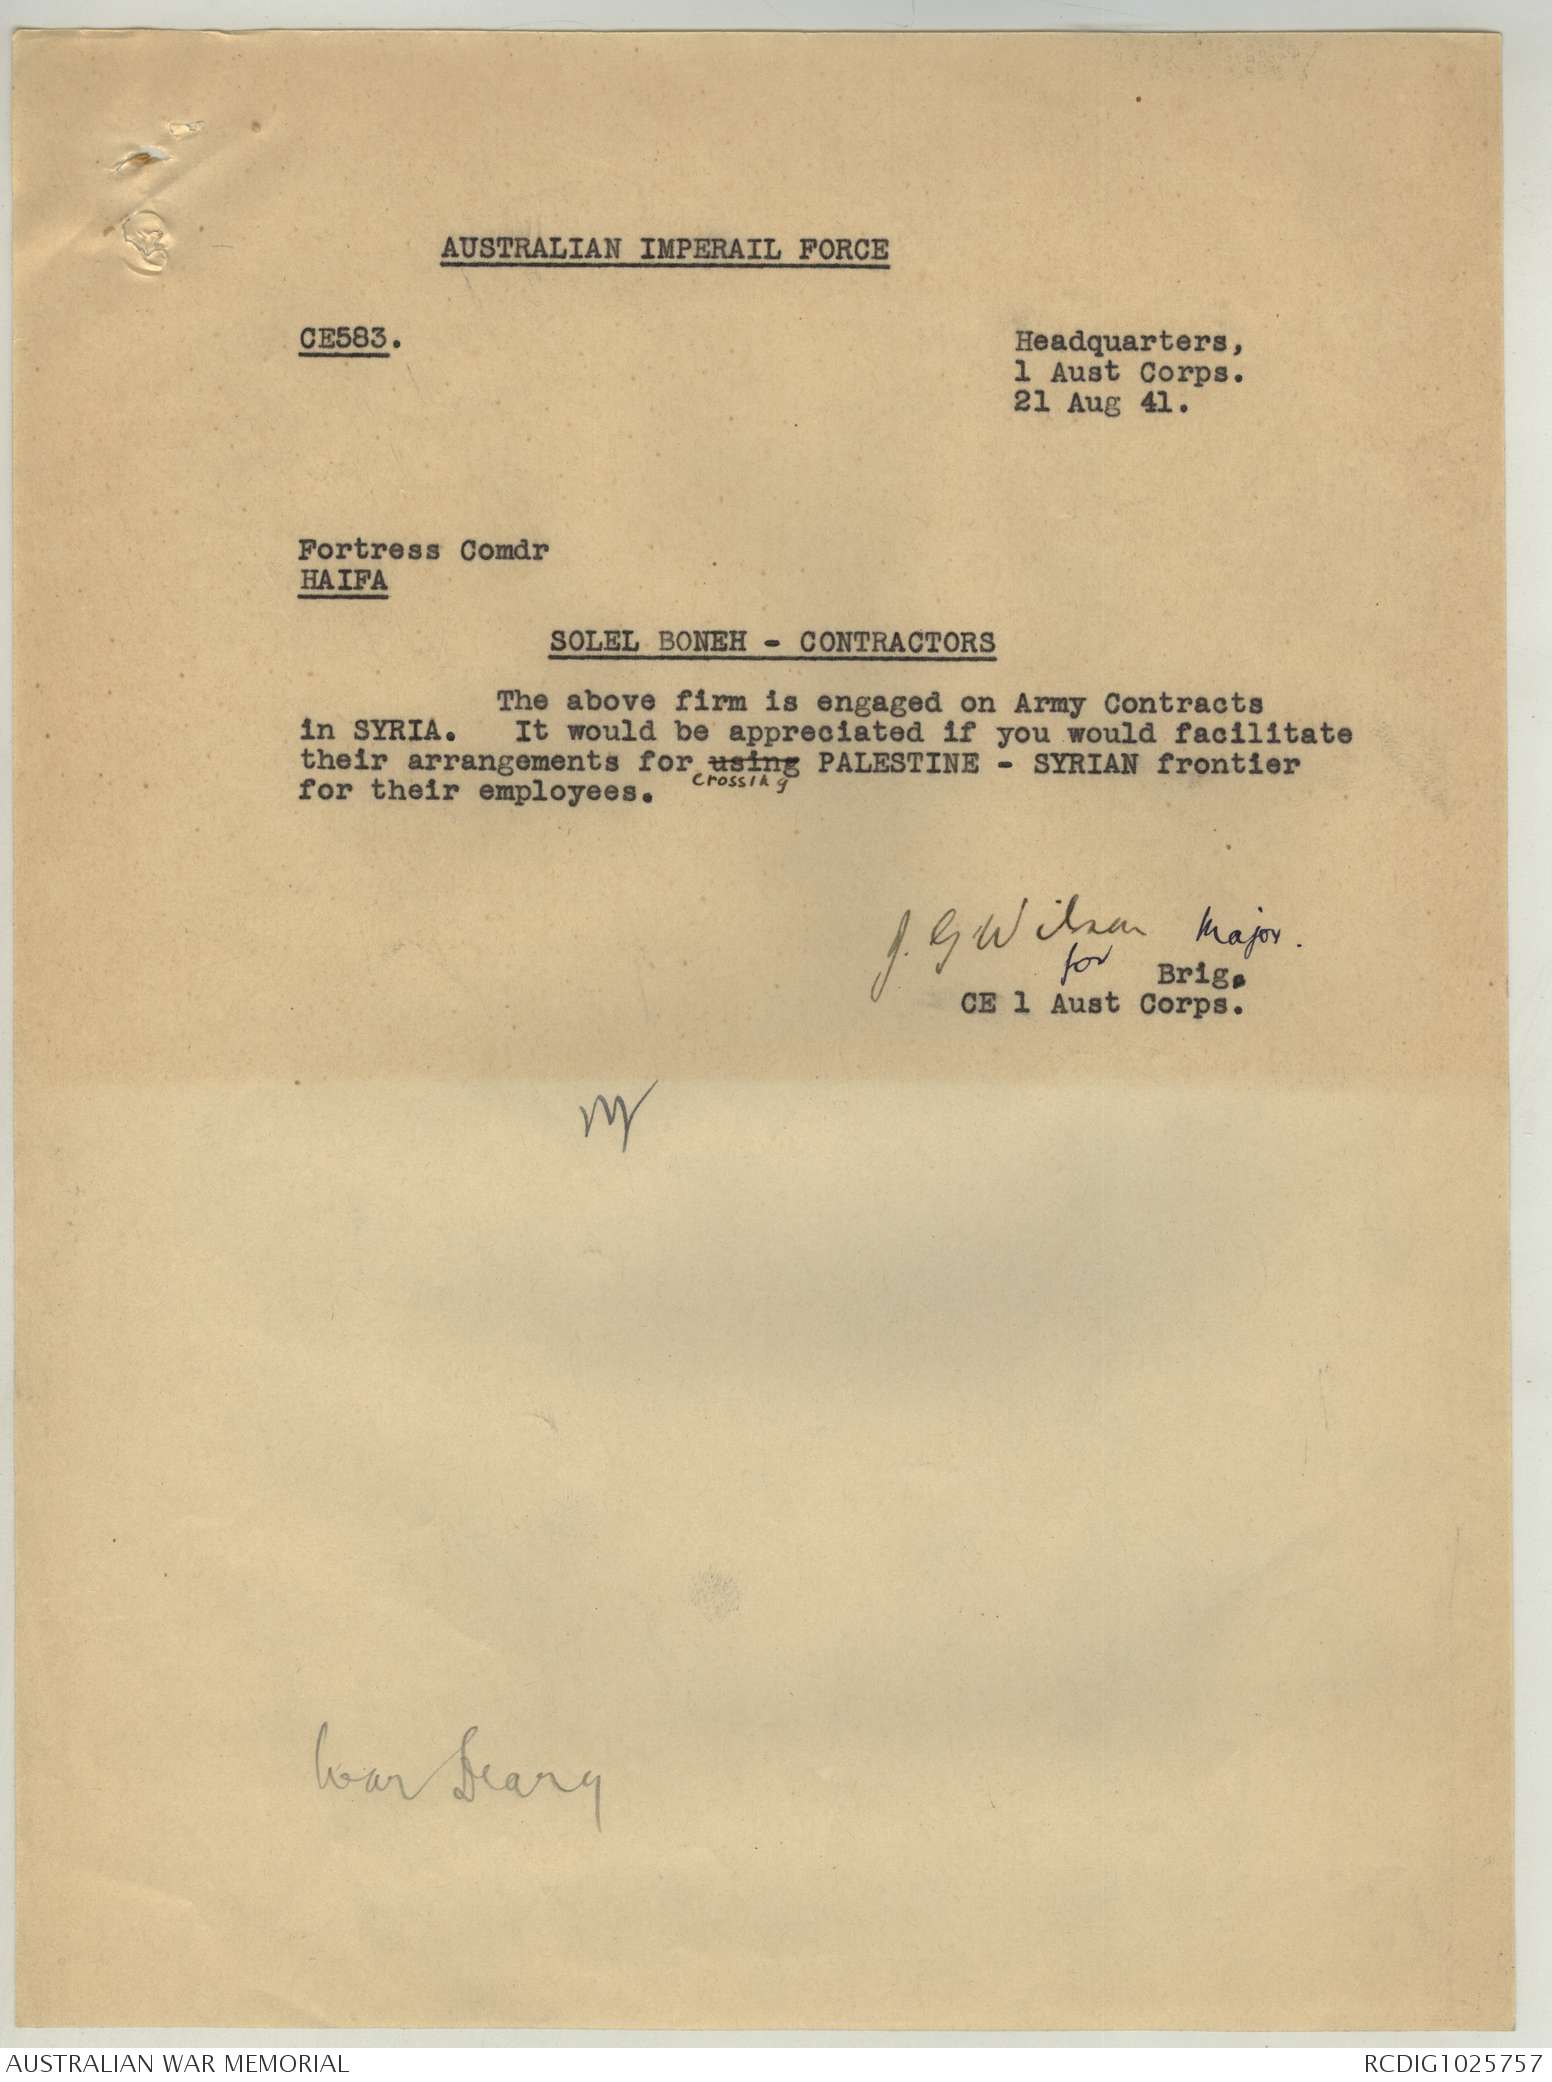 AUSTRALIAN IMPERAIL FORCE
CE583.
Headquarters,
1 Aust Corps.
21 Aug 41.
Fortress Comdr
HAIFA
SOLEL BONEH - CONTRACTORS
The above firm is engaged on Army Contracts
in SYRIA. It would be appreciated if you would facilitate
their arrangements for using PALESTINE - SYRIAN frontier
crossing
for their employees.
J. G Wilson Major.
for Brig.
CE 1 Aust Corps.
War Deary
AUSTRALIAN WAR MEMORIAL
RCDIG1025757